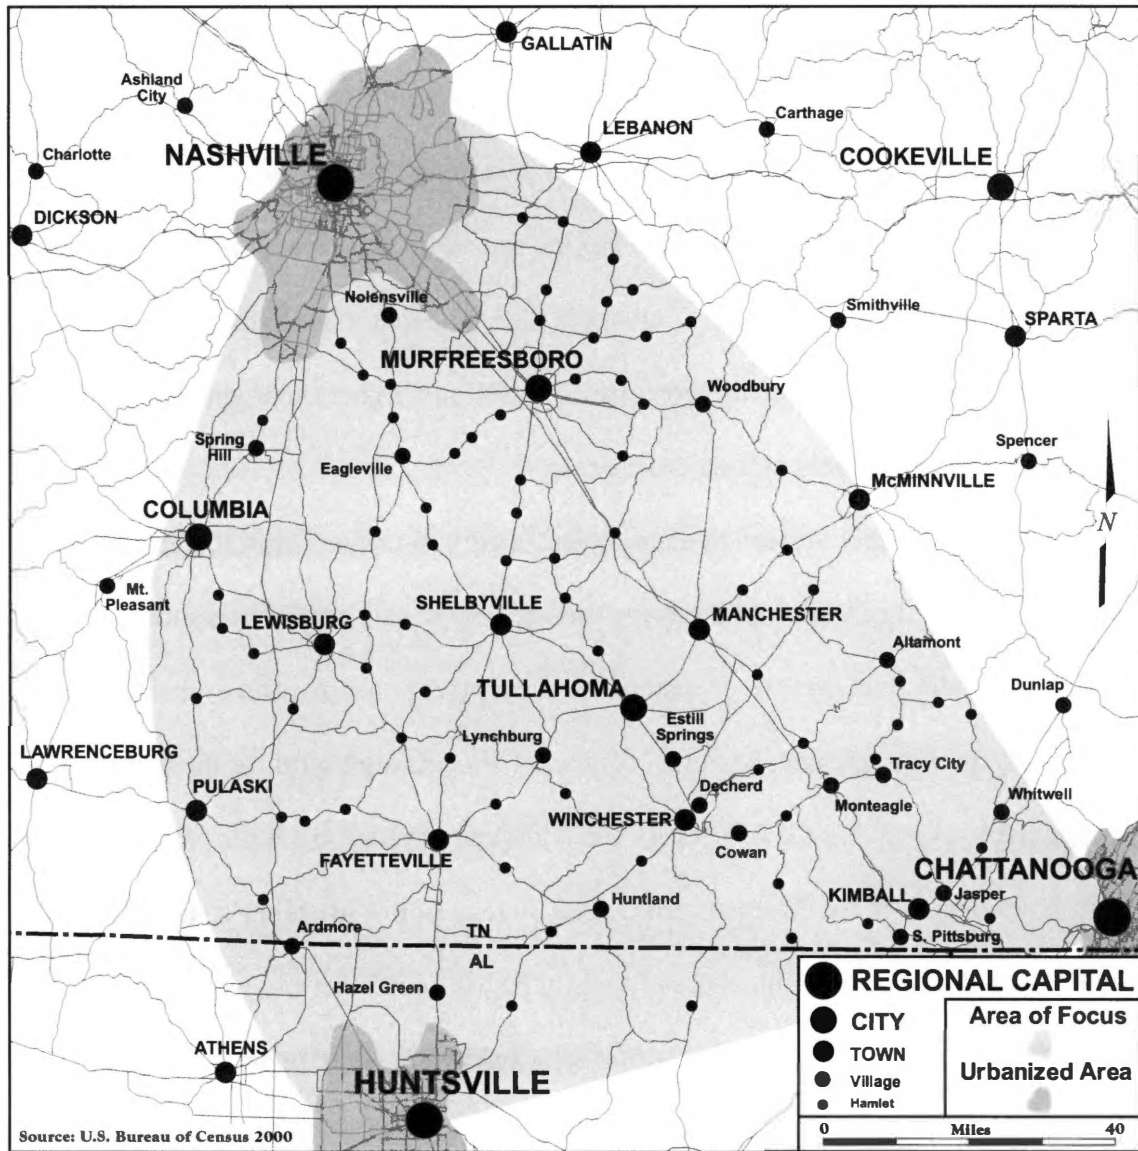 GALLATIN
Ashland
City
Carthage
LEBANON
Charlotte
NASHVILLE
COOKEVILLE
DICKSON
Nolensville
Smithville
SPARTA
MURFREESBORO
Woodbury
Spring
Hill
Eagleville
Spencer
McMINNVILLE
COLUMBIA
N
Mt.
Pleasant
SHELBYVILLE
MANCHESTER
LEWISBURG
Altamont
TULLAHOMA
Dunlap
Estill
Springs
Lynchburg
LAWRENCEBURG
Tracy City
PULASKI
Decherd
Monteagle
Whitwell
WINCHESTER
Cowan
FAYETTEVILLE
CHATTANOOGA
KIMBALL
Jasper
Huntland
Ardmore
TN
S. Pittsburg
AL
Hazel Green
REGIONAL CAPITAL
CITY
TOWN
Village
Hamlet
Area of Focus
Urbanized Area
ATHENS
HUNTSVILLE
Source: U.S. Bureau of Census 2000
0 Miles 40